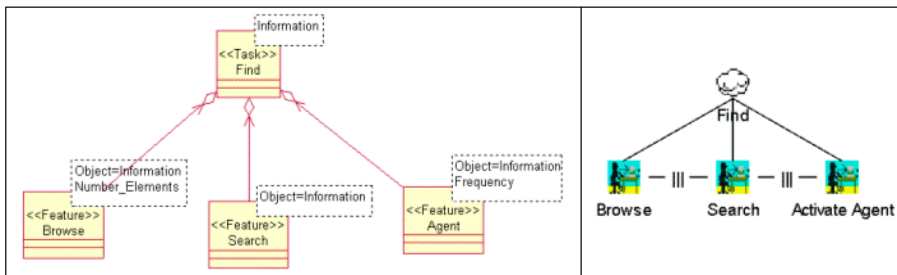 Information
<<Task>>
Find
Object=Information
Number_Elements
<<Feature>>
Browse
Object=Information
<<Feature>>
Search
Object=Information
Frequency
<<Feature>>
Agent
Find
||| |||
Browse Search Activate Agent